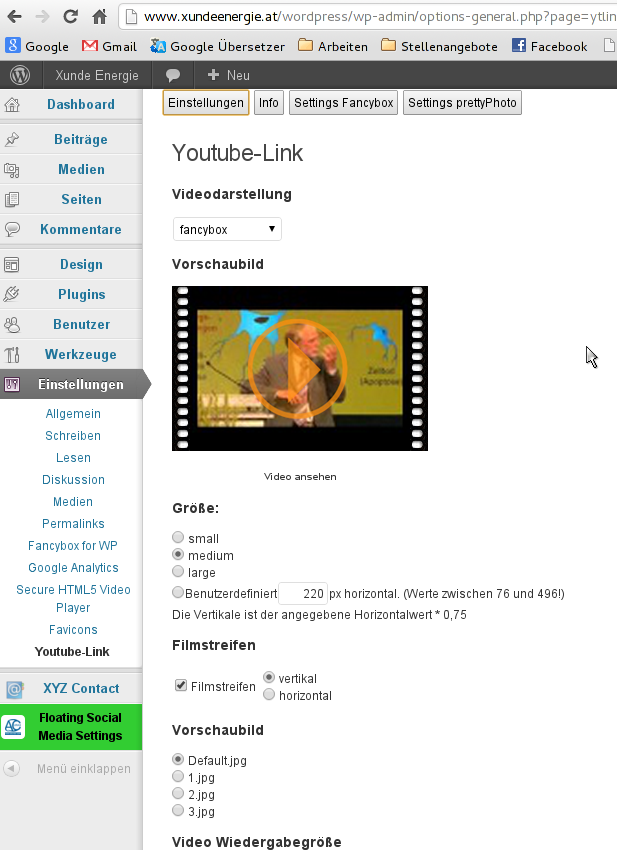 www.xundeenergie.at/wordpress/wp-admin/options-general.php?page=ytlin
Google Gmail Google Übersetzer Arbeiten Stellenangebote Facebook
Xunde Energie + Neu
Einstellungen Info Settings Fancybox Settings prettyPhoto
Dashboard
Beiträge
Medien
Seiten
Kommentare
Design
Plugins
Benutzer
Werkzeuge
Einstellungen
Allgemein
Schreiben
Lesen
Diskussion
Medien
Permalinks
Fancybox for WP
Google Analytics
Secure HTML5 Video
Player
Favicons
Youtube-Link
XYZ Contact
Floating Social
Media Settings
Menü einklappen
Youtube-Link
Videodarstellung
fancybox
Vorschaubild
Zelltod
(Apoptose)
Video ansehen
Größe:
small
medium
large
Benutzerdefiniert 220 px horizontal. (Werte zwischen 76 und 496!)
Die Vertikale ist der angegebene Horizontalwert * 0,75
Filmstreifen
Filmstreifen vertikal
horizontal
Vorschaubild
Default.jpg
1.jpg
2.jpg
3.jpg
Video Wiedergabegröße